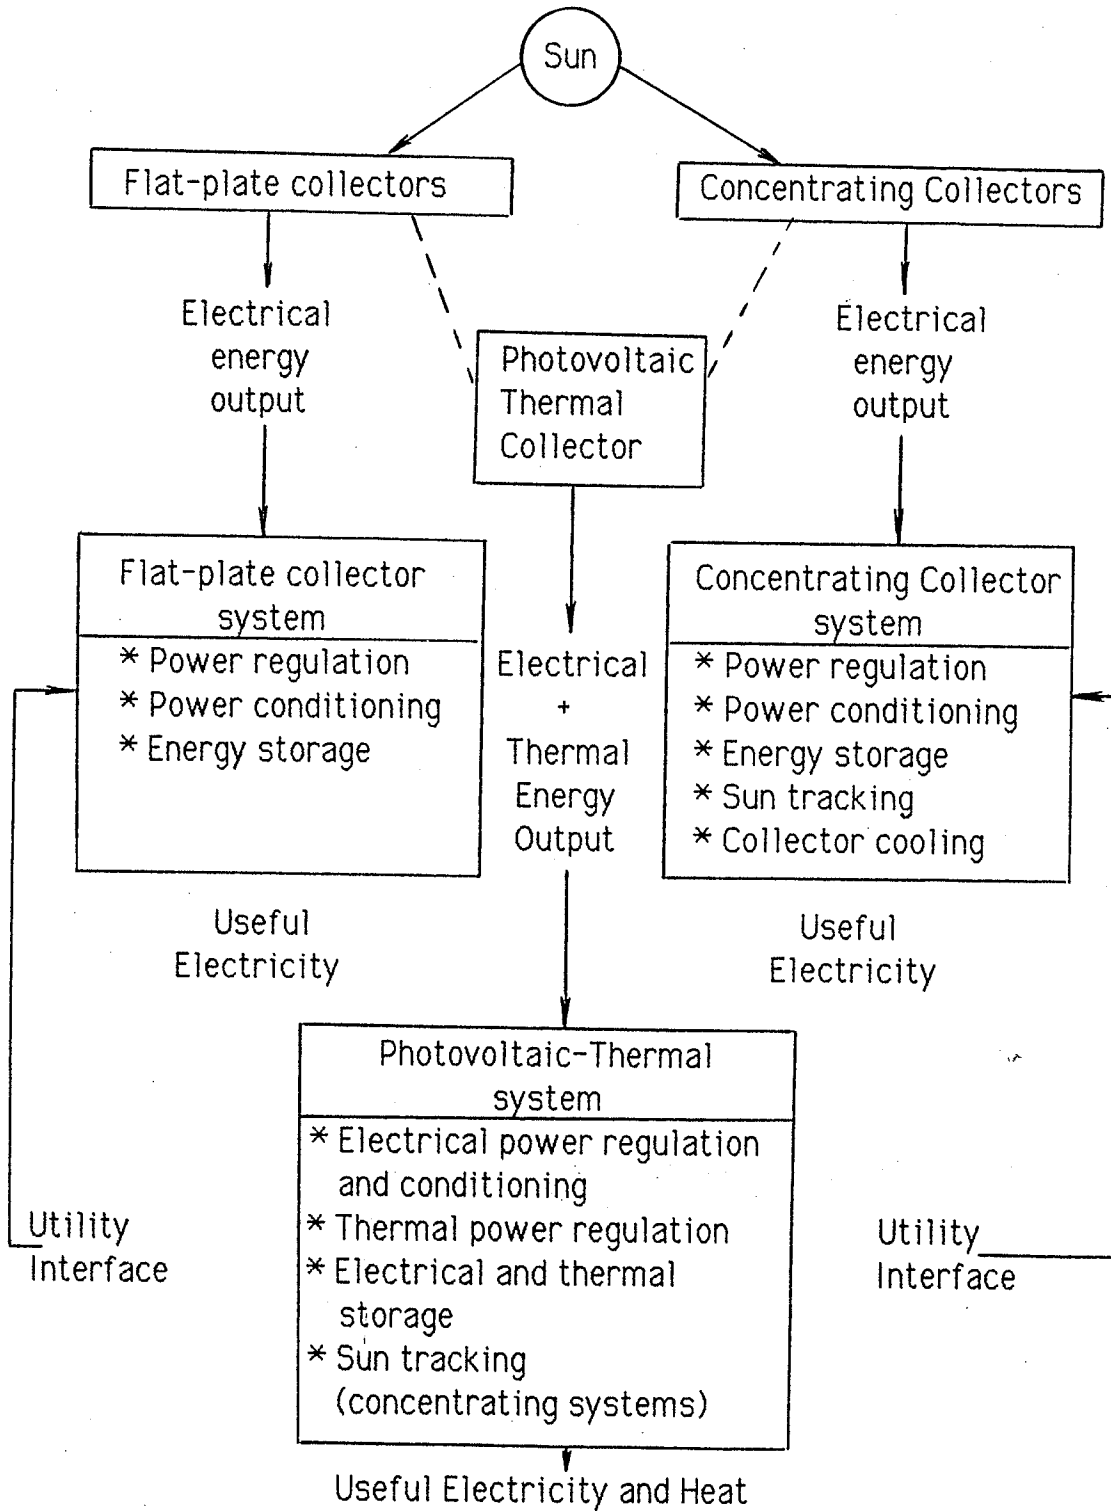 Sun
Flat-plate collectors
Concentrating Collectors
Electrical
energy
output
Photovoltaic
Thermal
Collector
Electrical
energy
output
Flat-plate collector
system
* Power regulation
* Power conditioning
* Energy storage
Electrical
+
Thermal
Energy
Output
Concentrating Collector
system
* Power regulation
* Power conditioning
* Energy storage
* Sun tracking
* Collector cooling
Useful
Electricity
Useful
Electricity
Photovoltaic-Thermal
system
* Electrical power regulation
and conditioning
* Thermal power regulation
* Electrical and thermal
storage
* Sun tracking
(concentrating systems)
Utility
Interface
Utility
Interface
Useful Electricity and Heat